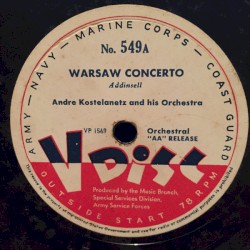 ARMY — NAVY — MARINE CORPS — COAST GUARD
No. 549A
WARSAW CONCERTO
Addinsell
Andre Kostelanetz and his Orchestra
VP 1569
Orchestral
"AA" RELEASE
V Disc
Produced by the Music Branch,
Special Services Division,
Army Service Forces
OUTSIDE START 78 RPM